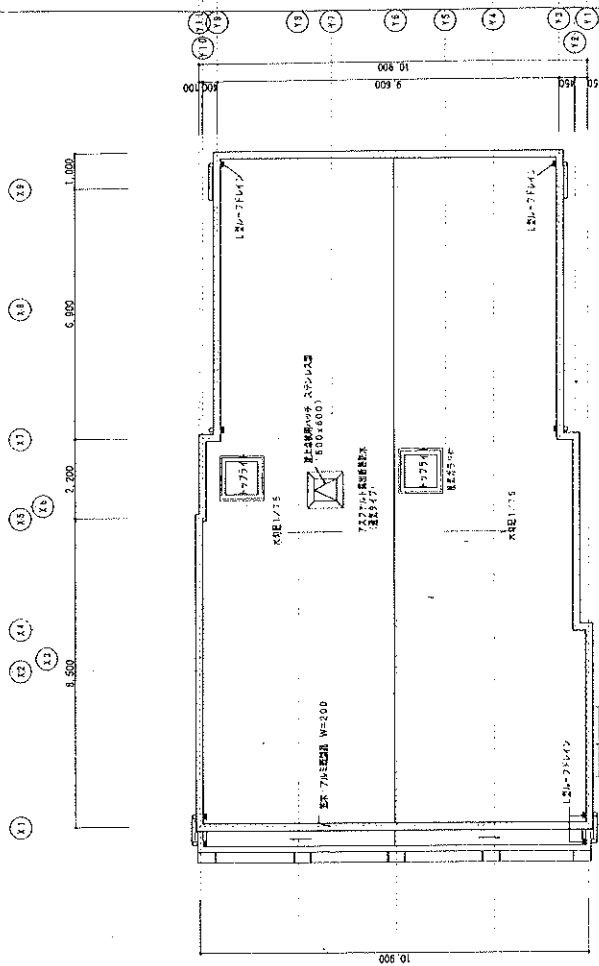 Y11
Y10
Y9
Y8
Y7
Y6
Y5
Y4
Y3
Y2
Y1
10,900
100
400
9,600
450
50
X9
X8
X7
X6
X5
X4
X3
X2
X1
1,000
6,900
2,200
8,500
L型ルーフドレイン
L型ルーフドレイン
屋上点検用ハッチ ステンレス製
(600x600)
トップライト
トップライト
アスファルト露出断熱防水
(脱気タイプ)
水勾配1/75
水勾配1/75
笠木 アルミ既製品 W=200
L型ルーフドレイン
10,900